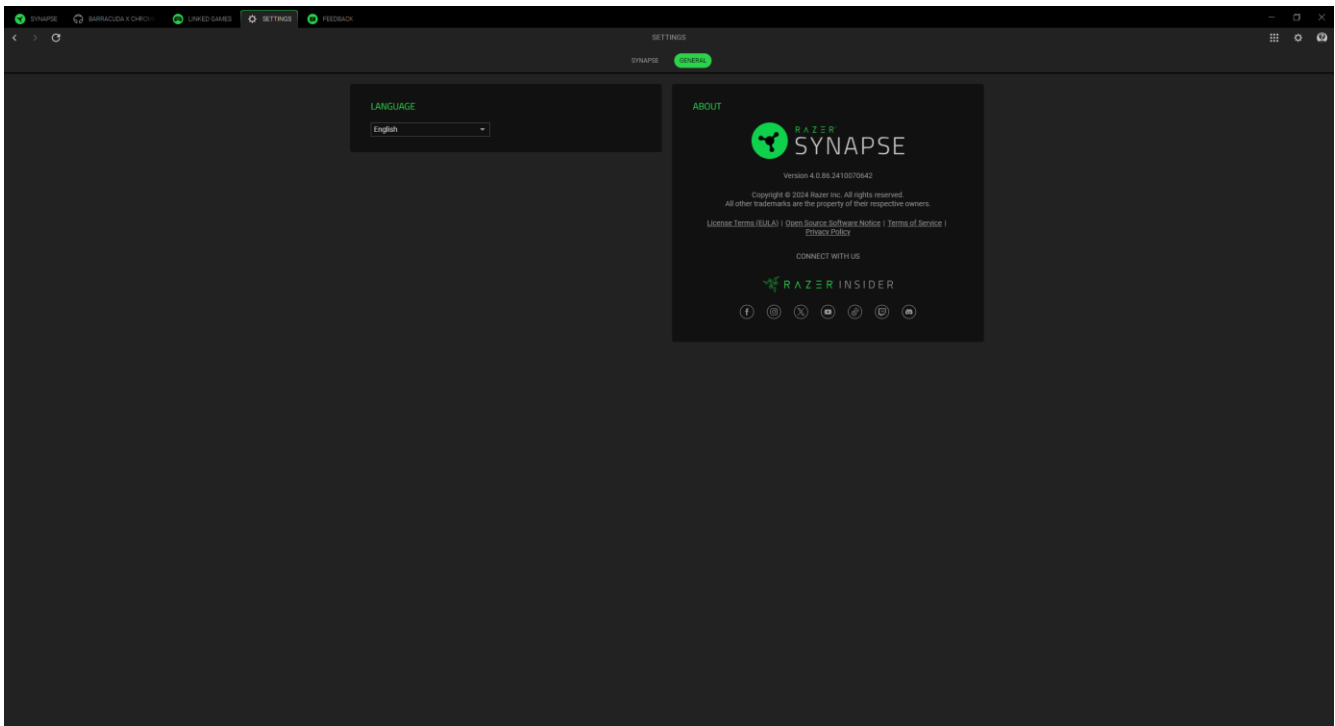 SYNAPSE
BARRACUDA X CHRO
LINKED GAMES
SETTINGS
FEEDBACK
SETTINGS
SYNAPSE
GENERAL
LANGUAGE
English
ABOUT
RAZER
SYNAPSE
Version 4.0.86.2410070642
Copyright © 2024 Razer Inc. All rights reserved.
All other trademarks are the property of their respective owners.
License Terms (EULA) | Open Source Software Notice | Terms of Service |
Privacy Policy
CONNECT WITH US
RAZER INSIDER